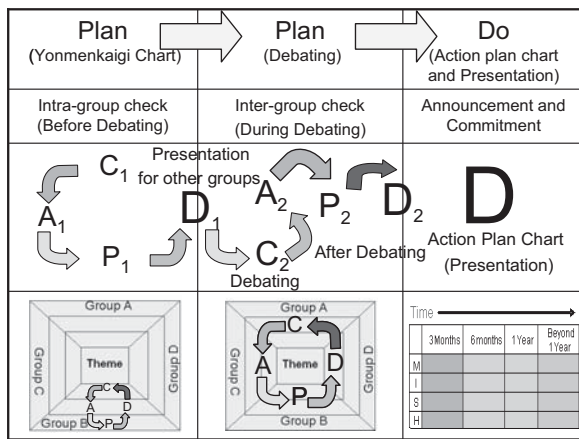 Plan
(Yonmenkaigi Chart)
Plan
(Debating)
Do
(Action plan chart
and Presentation)
Intra-group check
(Before Debating)
Inter-group check
(During Debating)
Announcement and
Commitment
C1
A1
P1
Presentation
for other groups
D1
A2
P2
D2
C2
After Debating
Debating
D
Action Plan Chart
(Presentation)
Group A
Group C
Group D
Theme
C
A
D
Group B
P
Group A
Group C
Group D
C
A
Theme
D
P
Group B
Time
3Months
6months
1Year
Beyond
1Year
M
I
S
H